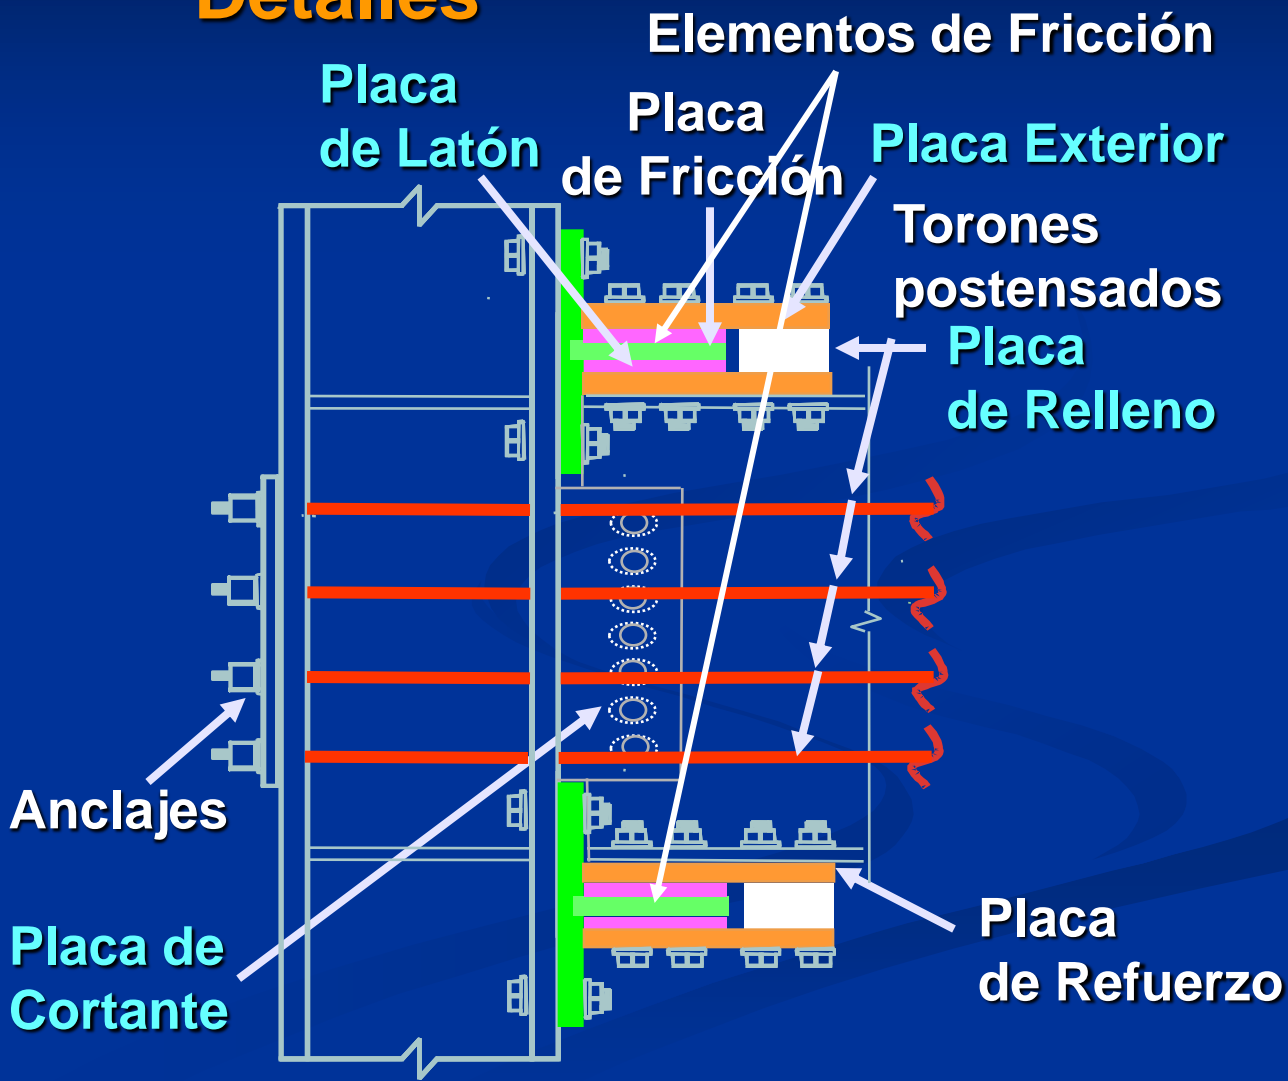 Detalles
Elementos de Fricción
Placa
de Latón
Placa
de Fricción
Placa Exterior
Torones
postensados
Placa
de Relleno
Anclajes
Placa de
Cortante
Placa
de Refuerzo